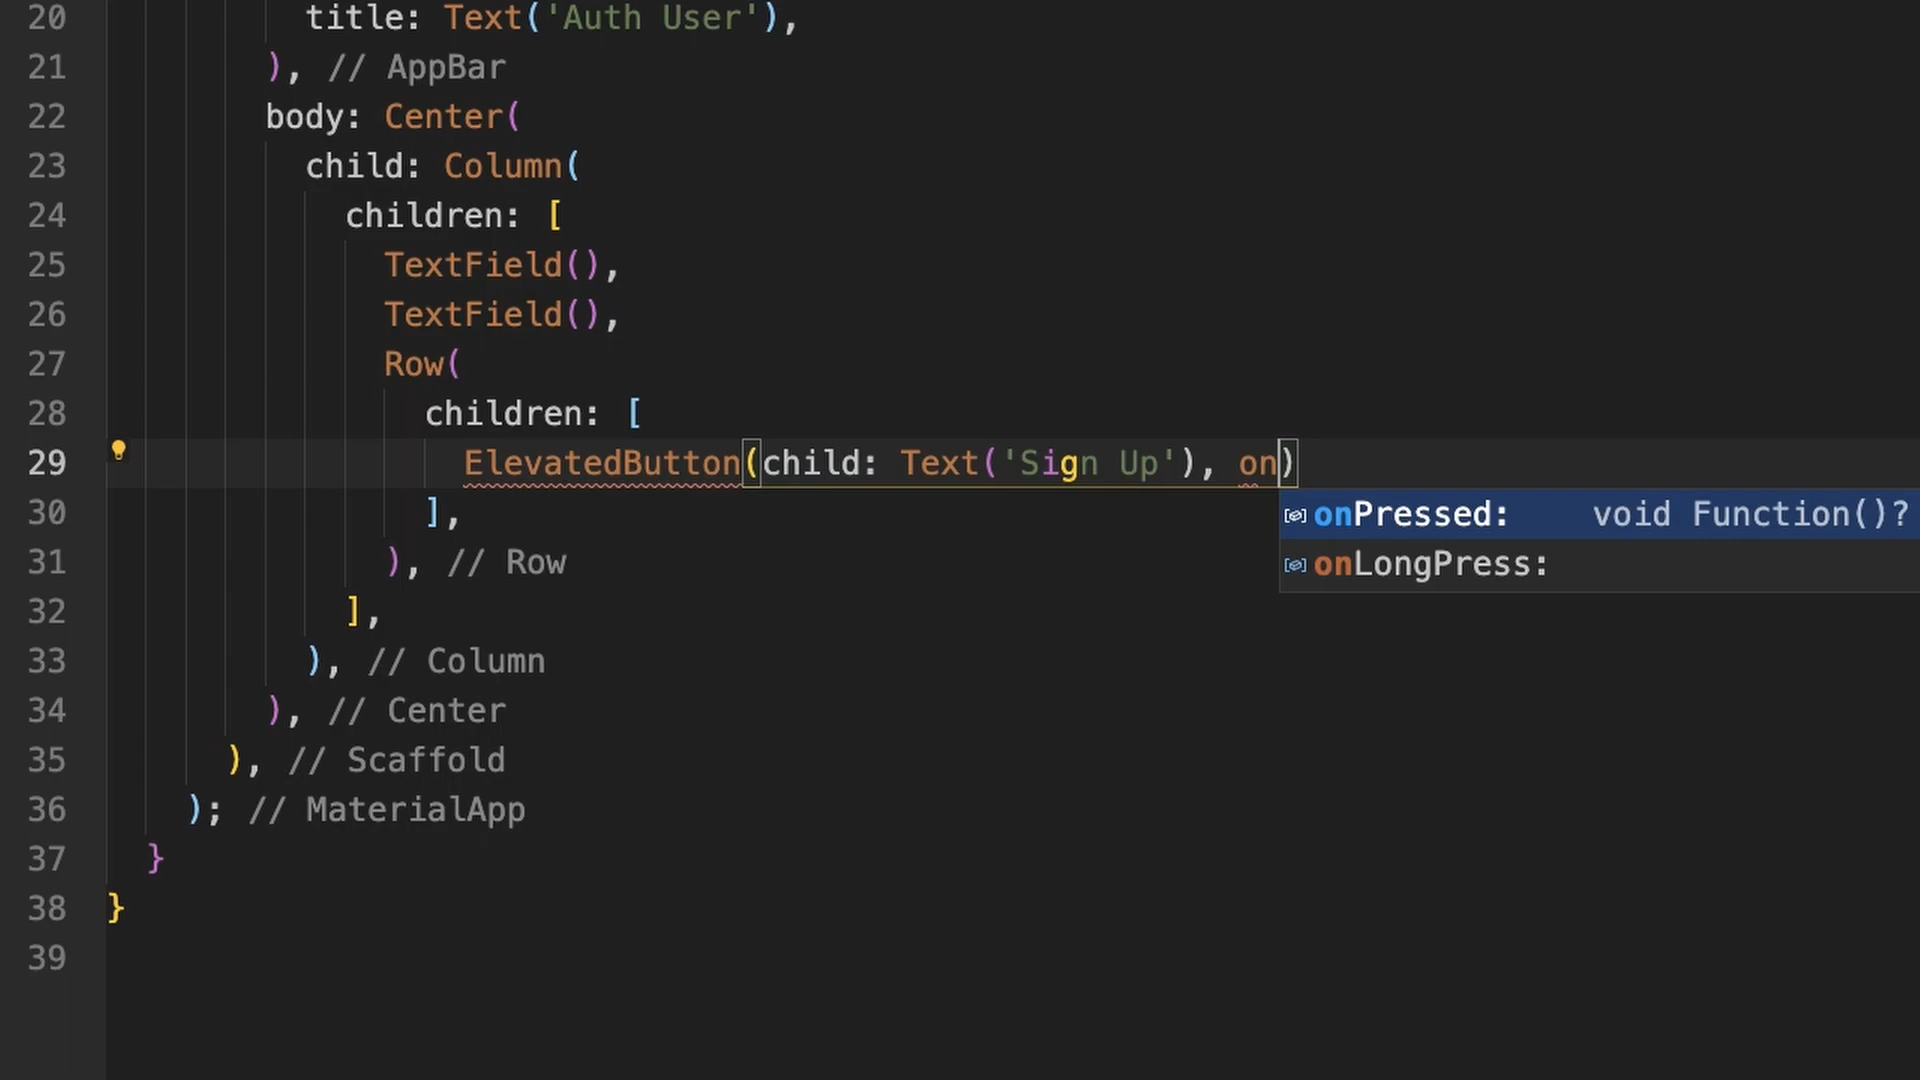 20 title: Text('Auth User'),
21 ), // AppBar
22 body: Center(
23 child: Column(
24 children: [
25 TextField(),
26 TextField(),
27 Row(
28 children: [
29 ElevatedButton(child: Text('Sign Up'), on)
30 ],
onPressed: void Function()?
31 ), // Row
onLongPress:
32 ],
33 ), // Column
34 ), // Center
35 ), // Scaffold
36 ); // MaterialApp
37 }
38 }
39